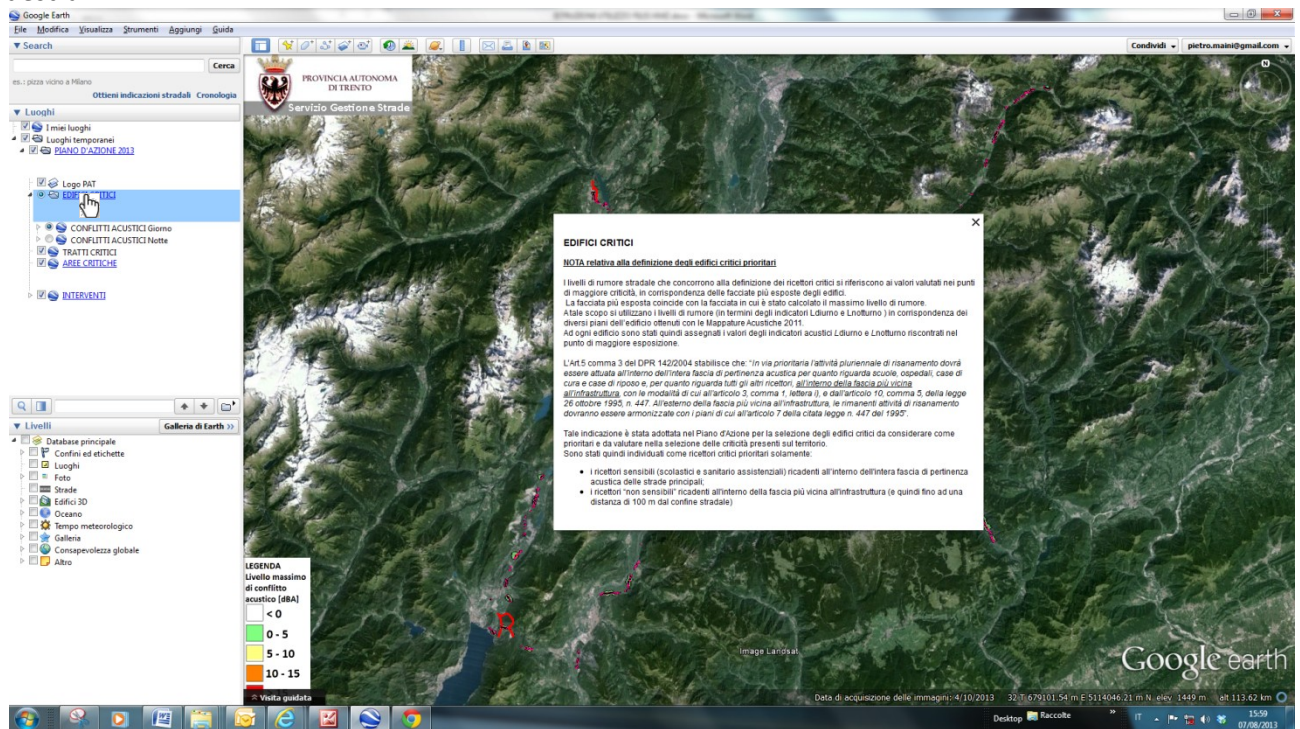 Google Earth
File Modifica Visualizza Strumenti Aggiungi Guida
▼ Search
Cerca
es.: pizza vicino a Milano
Ottieni indicazioni stradali Cronologia
▼ Luoghi
I miei luoghi
Luoghi temporanei
PIANO D'AZIONE 2013
Logo PAT
CONFLITTI ACUSTICI Giorno
CONFLITTI ACUSTICI Notte
TRATTI CRITICI
AREE CRITICHE
INTERVENTI
▼ Livelli
Galleria di Earth >>
Database principale
Confini ed etichette
Luoghi
Foto
Strade
Edifici 3D
Oceano
Tempo meteorologico
Galleria
Consapevolezza globale
Altro
Condividi
pietro.maini@gmail.com
PROVINCIA AUTONOMA
DI TRENTO
Servizio Gestione Strade
EDIFICI CRITICI
NOTA relativa alla definizione degli edifici critici prioritari
I livelli di rumore stradale che concorrono alla definizione dei ricettori critici si riferiscono ai valori valutati nei punti
di maggiore criticità, in corrispondenza delle facciate più esposte degli edifici.
La facciata più esposta coincide con la facciata in cui è stato calcolato il massimo livello di rumore.
A tale scopo si utilizzano i livelli di rumore (in termini degli indicatori Ldiurno e Lnotturno ) in corrispondenza dei
diversi piani dell'edificio ottenuti con le Mappature Acustiche 2011.
Ad ogni edificio sono stati quindi assegnati i valori degli indicatori acustici Ldiurno e Lnotturno riscontrati nel
punto di maggiore esposizione.
L'Art.5 comma 3 del DPR 142/2004 stabilisce che: "In via prioritaria l'attività pluriennale di risanamento dovrà
essere attuata all'interno dell'intera fascia di pertinenza acustica per quanto riguarda scuole, ospedali, case di
cura e case di riposo e, per quanto riguarda tutti gli altri ricettori, all'interno della fascia più vicina
all'infrastruttura, con le modalità di cui all'articolo 3, comma 1, lettera i), e dall'articolo 10, comma 5, della legge
26 ottobre 1995, n. 447. All'esterno della fascia più vicina all'infrastruttura, le rimanenti attività di risanamento
dovranno essere armonizzate con i piani di cui all'articolo 7 della citata legge n. 447 del 1995".
Tale indicazione è stata adottata nel Piano d'Azione per la selezione degli edifici critici da considerare come
prioritari e da valutare nella selezione delle criticità presenti sul territorio.
Sono stati quindi individuati come ricettori critici prioritari solamente:
• i ricettori sensibili (scolastici e sanitario assistenziali) ricadenti all'interno dell'intera fascia di pertinenza
acustica delle strade principali;
• i ricettori "non sensibili" ricadenti all'interno della fascia più vicina all'infrastruttura (e quindi fino ad una
distanza di 100 m dal confine stradale)
LEGENDA
Livello massimo
di conflitto
acustico [dBA]
< 0
0 - 5
5 - 10
10 - 15
Visita guidata
Image Landsat
Google earth
Data di acquisizione delle immagini: 4/10/2013 32 T 679101.54 m E 5114046.21 m N elev 1449 m alt 113.62 km
Desktop Raccolte
IT
15:59
07/08/2013